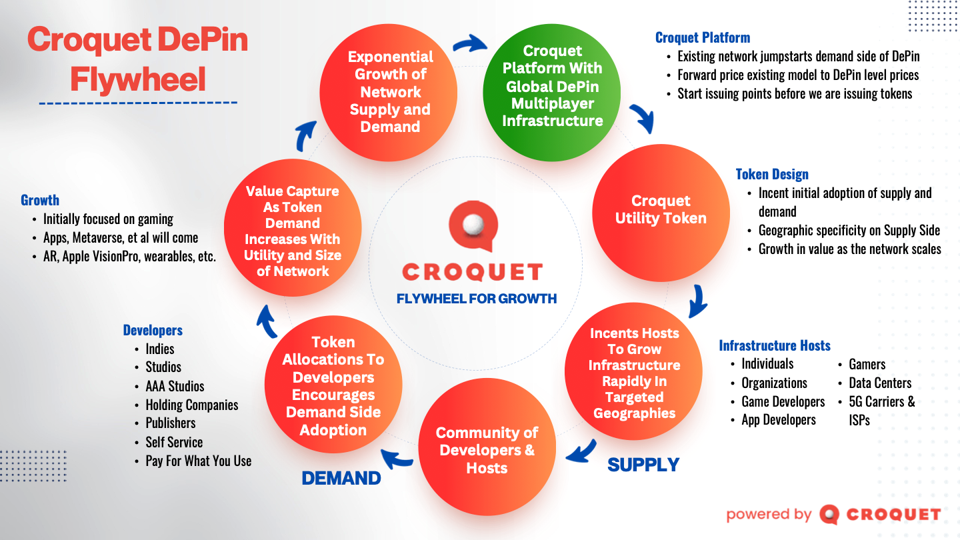 Croquet DePin
Flywheel
Exponential
Growth of
Network
Supply and
Demand
Croquet
Platform With
Global DePin
Multiplayer
Infrastructure
Croquet Platform
• Existing network jumpstarts demand side of DePin
• Forward price existing model to DePin level prices
• Start issuing points before we are issuing tokens
Croquet
Utility Token
Token Design
• Incent initial adoption of supply and
demand
• Geographic specificity on Supply Side
• Growth in value as the network scales
Incents Hosts
To Grow
Infrastructure
Rapidly In
Targeted
Geographies
Infrastructure Hosts
• Individuals
• Organizations
• Game Developers
• App Developers
• Gamers
• Data Centers
• 5G Carriers &
ISPs
SUPPLY
Community of
Developers &
Hosts
DEMAND
Token
Allocations To
Developers
Encourages
Demand Side
Adoption
Developers
• Indies
• Studios
• AAA Studios
• Holding Companies
• Publishers
• Self Service
• Pay For What You Use
Value Capture
As Token
Demand
Increases With
Utility and Size
of Network
Growth
• Initially focused on gaming
• Apps, Metaverse, et al will come
• AR, Apple VisionPro, wearables, etc.
CROQUET
FLYWHEEL FOR GROWTH
powered by CROQUET